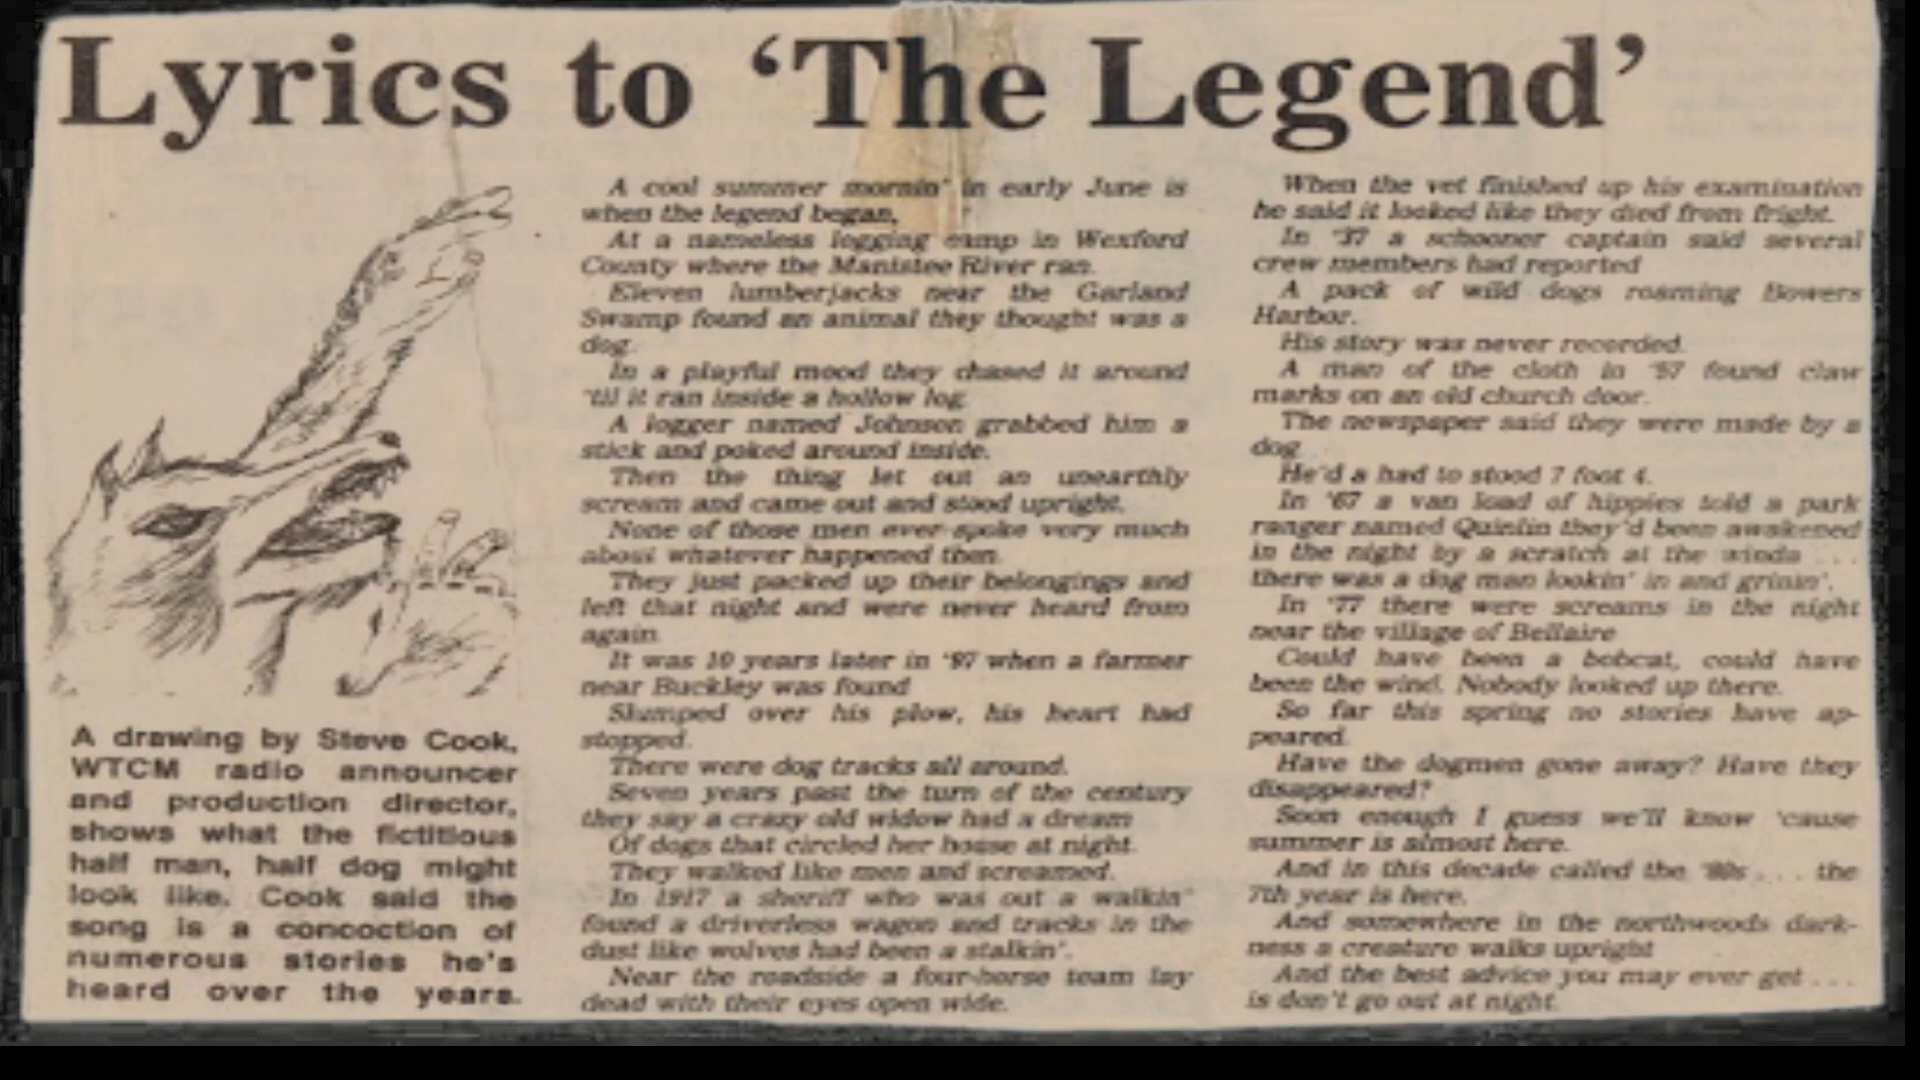 Lyrics to ‘The Legend’
A drawing by Steve Cook,
WTCM radio announcer
and production director,
shows what the fictitious
half man, half dog might
look like. Cook said the
song is a concoction of
numerous stories he's
heard over the years.
A cool summer mornin' in early June is
when the legend began,
At a nameless logging camp in Wexford
County where the Manistee River ran.
Eleven lumberjacks near the Garland
Swamp found an animal they thought was a
dog.
In a playful mood they chased it around
'til it ran inside a hollow log.
A logger named Johnson grabbed him a
stick and poked around inside.
Then the thing let out an unearthly
scream and came out and stood upright.
None of those men ever spoke very much
about whatever happened then.
They just packed up their belongings and
left that night and were never heard from
again.
It was 10 years later in '97 when a farmer
near Buckley was found
Slumped over his plow, his heart had
stopped.
There were dog tracks all around.
Seven years past the turn of the century
they say a crazy old widow had a dream
Of dogs that circled her house at night.
They walked like men and screamed.
In 1917 a sheriff who was out a walkin'
found a driverless wagon and tracks in the
dust like wolves had been a stalkin'.
Near the roadside a four-horse team lay
dead with their eyes open wide.
When the vet finished up his examination
he said it looked like they died from fright.
In '37 a schooner captain said several
crew members had reported
A pack of wild dogs roaming Bowers
Harbor.
His story was never recorded.
A man of the cloth in '57 found claw
marks on an old church door.
The newspaper said they were made by a
dog.
He'd a had to stood 7 foot 4.
In '67 a van load of hippies told a park
ranger named Quinlin they'd been awakened
in the night by a scratch at the winda ...
there was a dog man lookin' in and grinin'.
In '77 there were screams in the night
near the village of Bellaire
Could have been a bobcat, could have
been the wind. Nobody looked up there.
So far this spring no stories have ap-
peared.
Have the dogmen gone away? Have they
disappeared?
Soon enough I guess we'll know 'cause
summer is almost here.
And in this decade called the '80s ... the
7th year is here.
And somewhere in the northwoods dark-
ness a creature walks upright
And the best advice you may ever get ...
is don't go out at night.